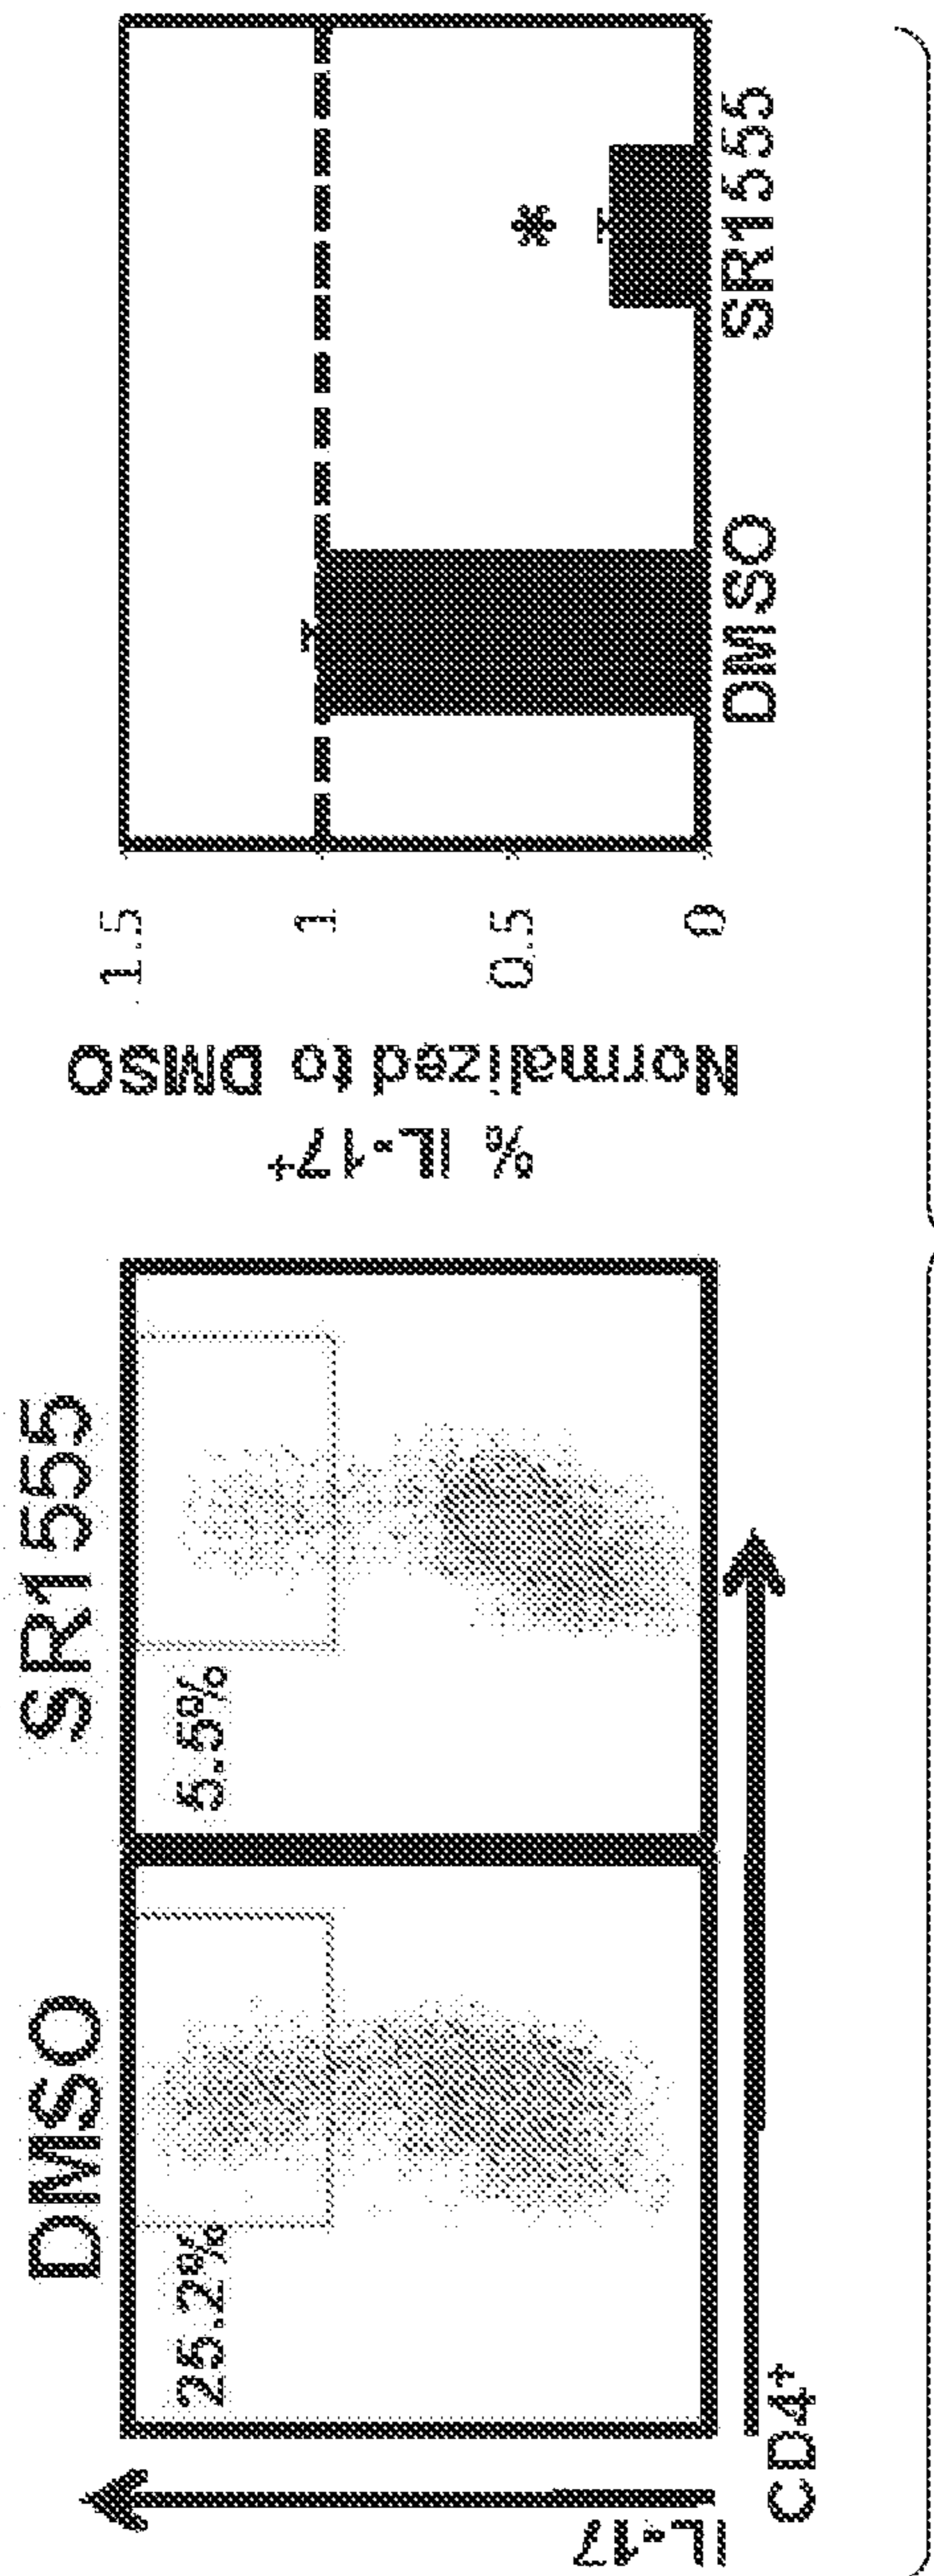 DMSO
SR1555
25.2%
5.5%
IL-17
CD4+
% IL-17+
Normalized to DMSO
1.5
1
0.5
0
*
DMSO
SR1555